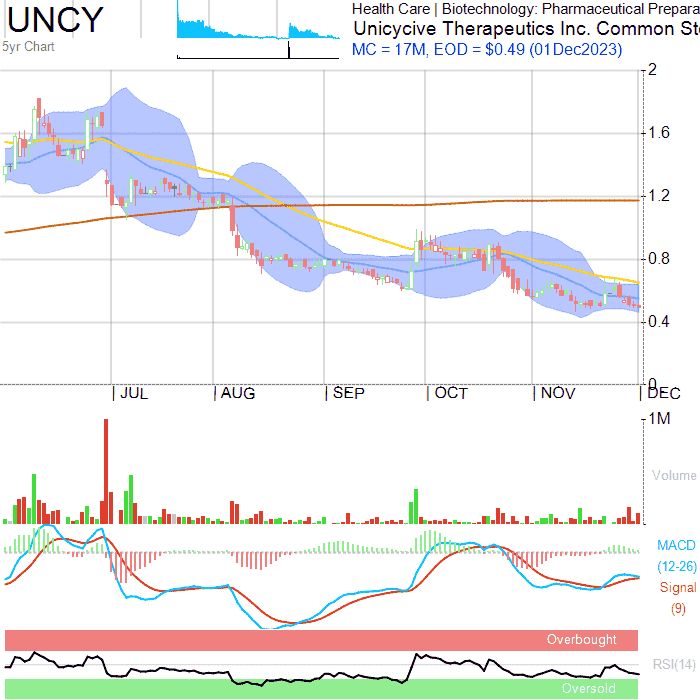 UNCY
5yr Chart
Health Care | Biotechnology: Pharmaceutical Prepara
Unicycive Therapeutics Inc. Common Sto
MC = 17M, EOD = $0.49 (01Dec2023)
2
1.6
1.2
0.8
0.4
0
JUL
AUG
SEP
OCT
NOV
DEC
1M
Volume
MACD
(12-26)
Signal
(9)
Overbought
RSI(14)
Oversold